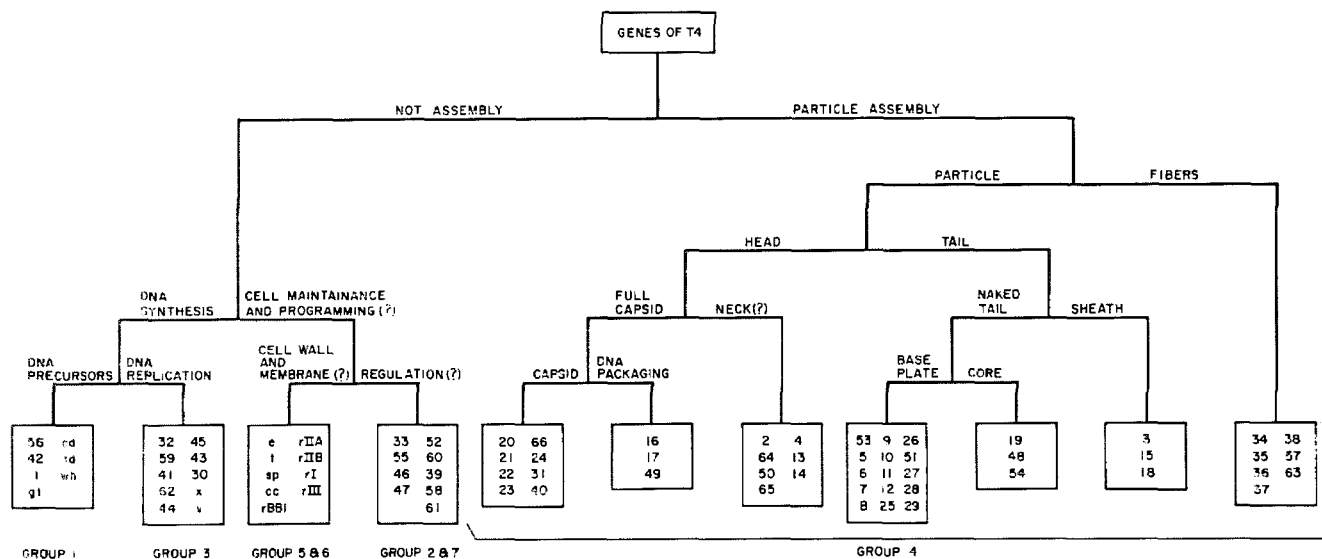 GENES OF T4
NOT ASSEMBLY
PARTICLE ASSEMBLY
PARTICLE
FIBERS
HEAD
TAIL
DNA
SYNTHESIS
CELL MAINTAINANCE
AND PROGRAMMING (?)
FULL
CAPSID
NECK(?)
NAKED
TAIL
SHEATH
DNA
PRECURSORS
DNA
REPLICATION
CELL WALL
AND
MEMBRANE (?)
REGULATION (?)
CAPSID
DNA
PACKAGING
BASE
PLATE
CORE
56 cd
42 td
1 wh
gt
32 45
59 43
41 30
62 x
44 v
e rIIA
t rIIB
sp rI
cc rIII
rBB1
33 52
55 60
46 39
47 58
61
20 66
21 24
22 31
23 40
16
17
49
2 4
64 13
50 14
65
53 9 26
5 10 51
6 11 27
7 12 28
8 25 29
19
48
54
3
15
18
34 38
35 57
36 63
37
GROUP 1
GROUP 3
GROUP 5 & 6
GROUP 2 & 7
GROUP 4